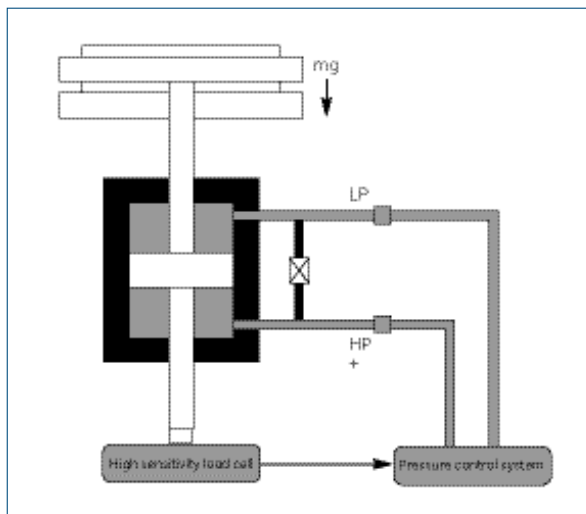 mg
LP
HP
+
High sensitivity load cell
Pressure control system